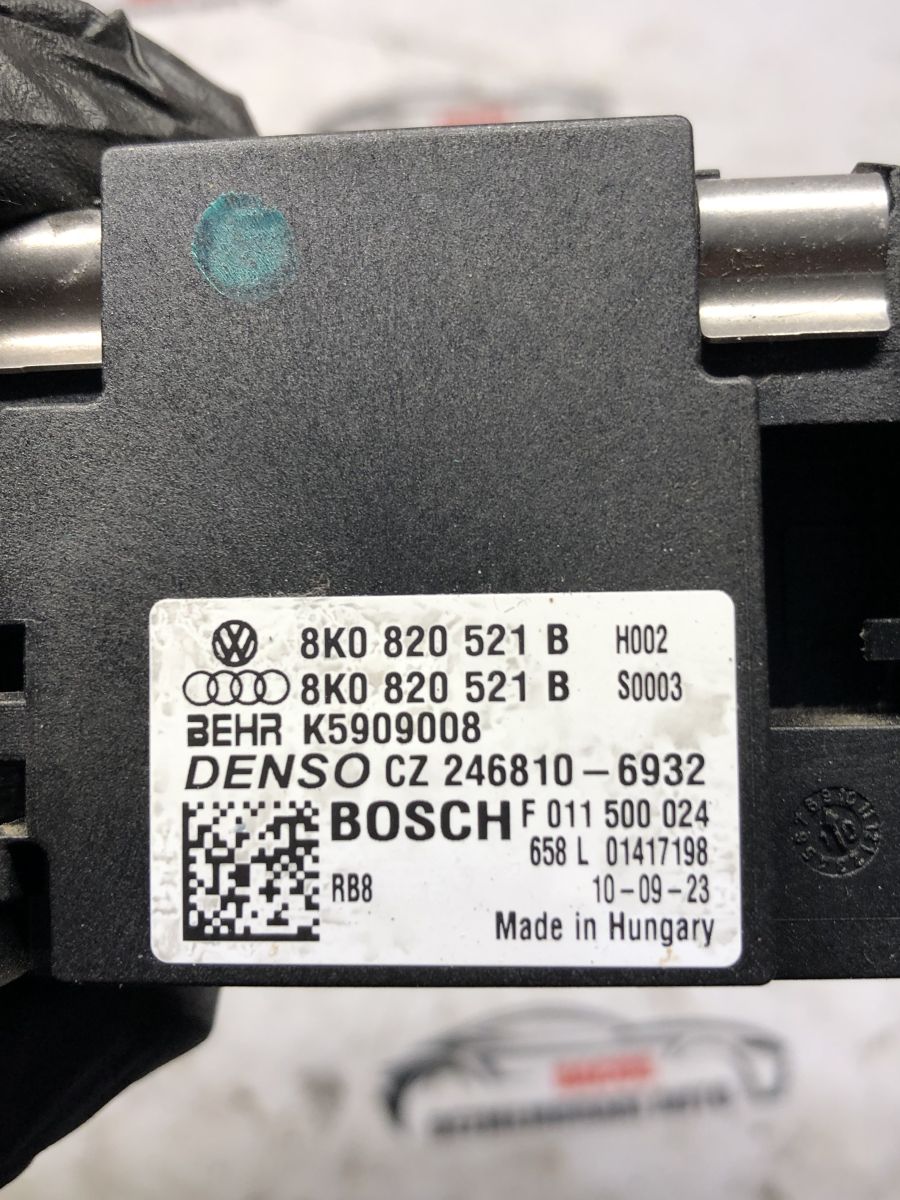 8K0 820 521 B H002
8K0 820 521 B S0003
BEHR K5909008
DENSO CZ 246810-6932
BOSCH F 011 500 024
658 L 01417198
RB8 10-09-23
Made in Hungary